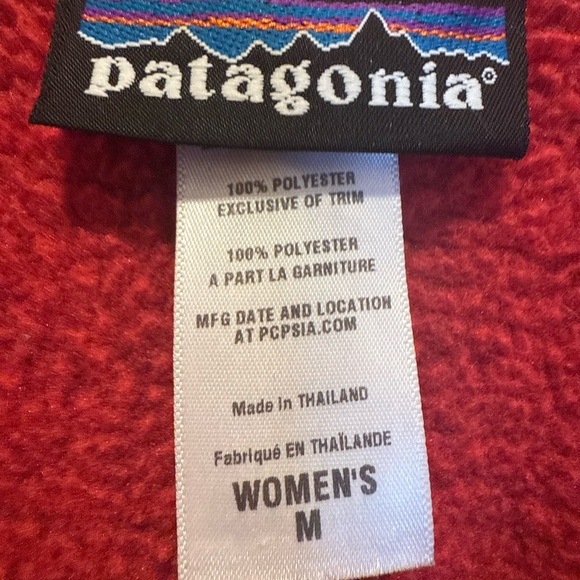 patagonia®
100% POLYESTER
EXCLUSIVE OF TRIM
100% POLYESTER
A PART LA GARNITURE
MFG DATE AND LOCATION
AT PCPSIA.COM
Made in THAILAND
Fabriqué EN THAÏLANDE
WOMEN'S
M